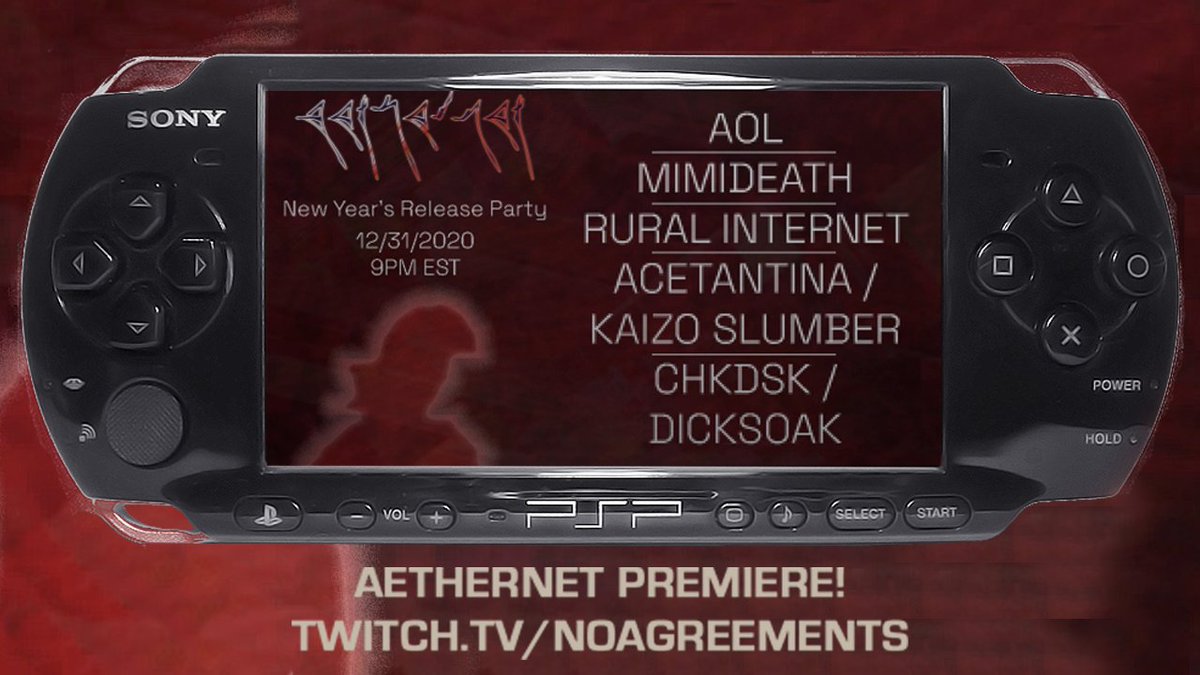 SONY
New Year's Release Party
12/31/2020
9PM EST
AOL
MIMIDEATH
RURAL INTERNET
ACETANTINA /
KAIZO SLUMBER
CHKDSK /
DICKSOAK
POWER
HOLD
VOL
PSP
SELECT
START
AETHERNET PREMIERE!
TWITCH.TV/NOAGREEMENTS